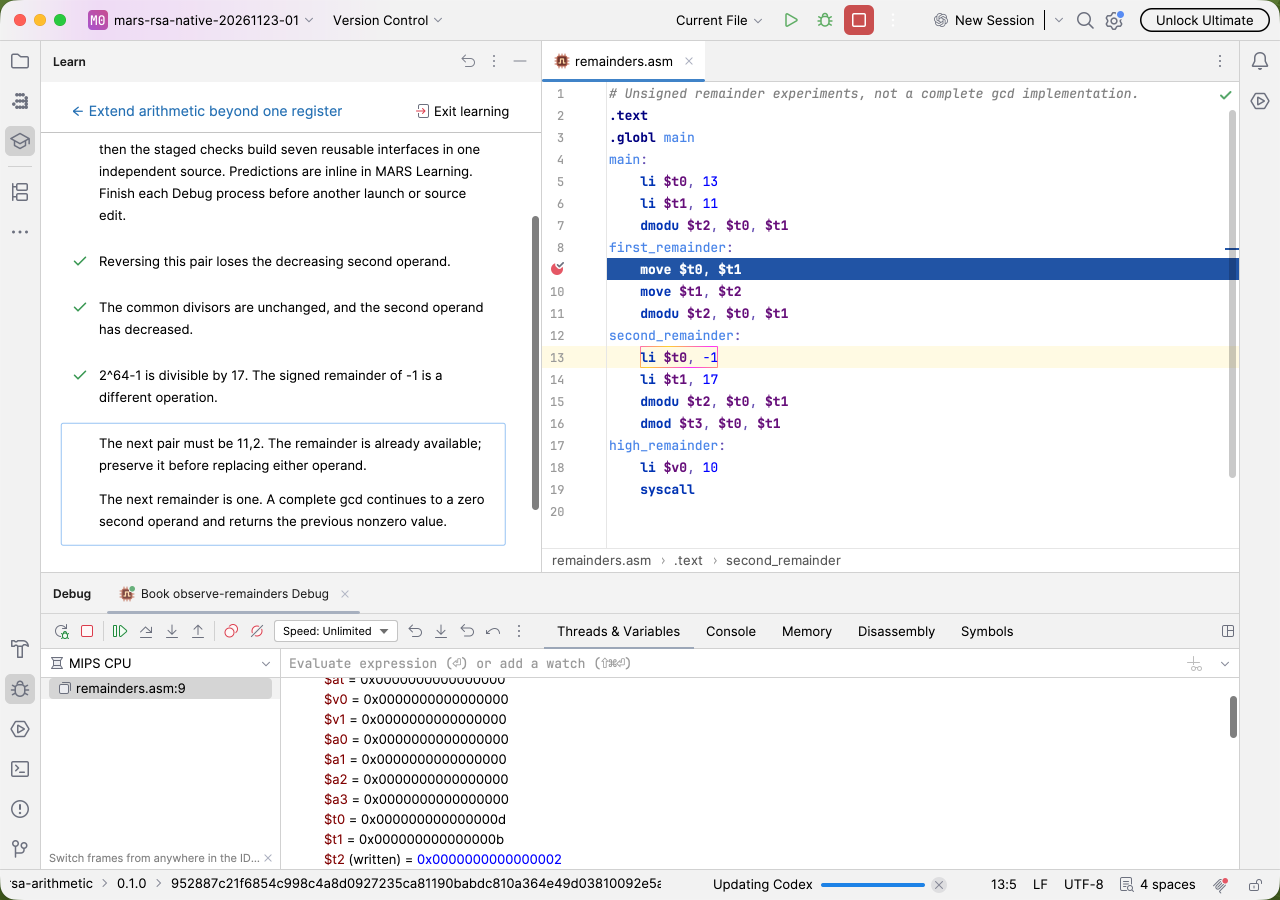 M0 mars-rsa-native-20261123-01 Version Control Current File New Session Unlock Ultimate
Learn
Extend arithmetic beyond one register Exit learning
then the staged checks build seven reusable interfaces in one
independent source. Predictions are inline in MARS Learning.
Finish each Debug process before another launch or source
edit.
Reversing this pair loses the decreasing second operand.
The common divisors are unchanged, and the second operand
has decreased.
2^64-1 is divisible by 17. The signed remainder of -1 is a
different operation.
The next pair must be 11,2. The remainder is already available;
preserve it before replacing either operand.
The next remainder is one. A complete gcd continues to a zero
second operand and returns the previous nonzero value.
remainders.asm
1 # Unsigned remainder experiments, not a complete gcd implementation.
2 .text
3 .globl main
4 main:
5 li $t0, 13
6 li $t1, 11
7 dmodu $t2, $t0, $t1
8 first_remainder:
move $t0, $t1
10 move $t1, $t2
11 dmodu $t2, $t0, $t1
12 second_remainder:
13 li $t0, -1
14 li $t1, 17
15 dmodu $t2, $t0, $t1
16 dmod $t3, $t0, $t1
17 high_remainder:
18 li $v0, 10
19 syscall
20
remainders.asm › .text › second_remainder
Debug Book observe-remainders Debug
Speed: Unlimited Threads & Variables Console Memory Disassembly Symbols
MIPS CPU Evaluate expression (⏎) or add a watch (⇧⌘⏎)
remainders.asm:9
$at = 0x0000000000000000
$v0 = 0x0000000000000000
$v1 = 0x0000000000000000
$a0 = 0x0000000000000000
$a1 = 0x0000000000000000
$a2 = 0x0000000000000000
$a3 = 0x0000000000000000
$t0 = 0x000000000000000d
$t1 = 0x000000000000000b
$t2 (written) = 0x0000000000000002
Switch frames from anywhere in the ID...
rsa-arithmetic › 0.1.0 › 952887c21f6854c998c4a8d0927235ca81190babdc810a364e49d03810092e5a Updating Codex 13:5 LF UTF-8 4 spaces